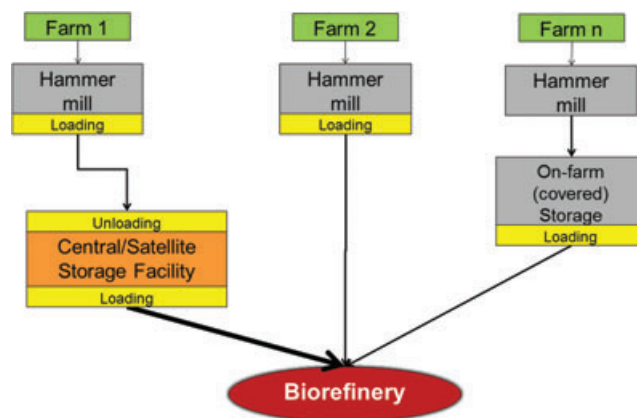 Farm 1
Farm 2
Farm n
Hammer
mill
Loading
Hammer
mill
Loading
Hammer
mill
On-farm
(covered)
Storage
Loading
Unloading
Central/Satellite
Storage Facility
Loading
Biorefinery